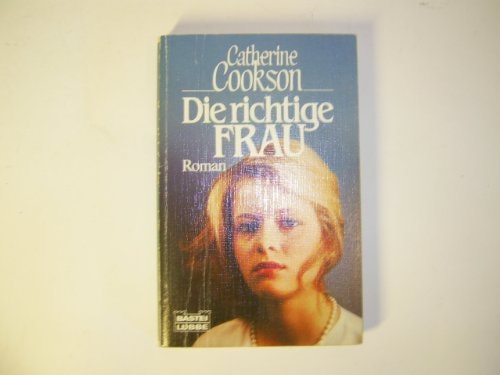 Catherine
Cookson
Die richtige
FRAU
Roman
BASTEI
LÜBBE